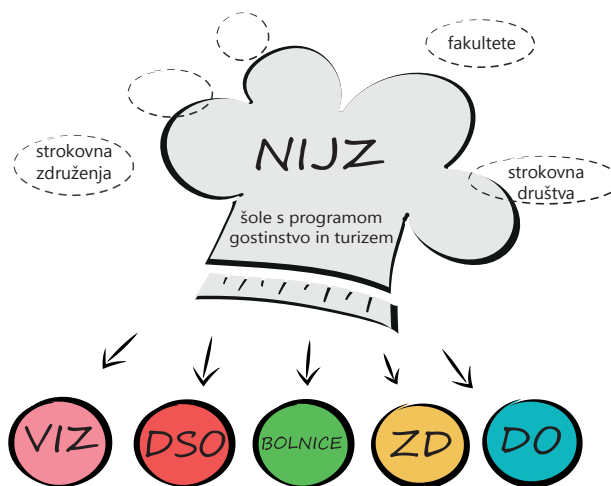 fakultete
NIJZ
strokovna
združenja
strokovna
društva
šole s programom
gostinstvo in turizem
VIZ
DSO
BOLNICE
ZD
DO